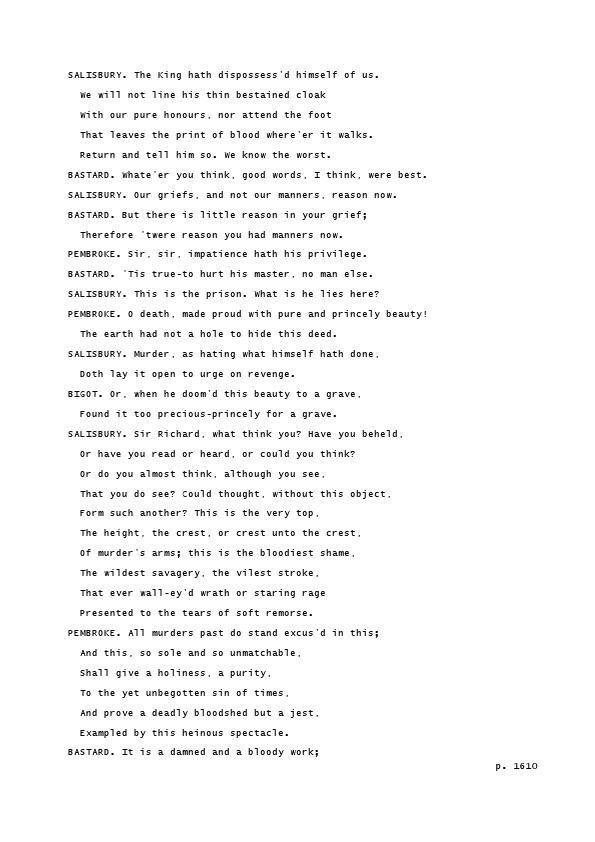 SALISBURY. The King hath dispossess'd himself of us.
We will not line his thin bestained cloak
With our pure honours, nor attend the foot
That leaves the print of blood where'er it walks.
Return and tell him so. We know the worst.
BASTARD. Whate'er you think, good words, I think, were best.
SALISBURY. Our griefs, and not our manners, reason now.
BASTARD. But there is little reason in your grief;
Therefore 'twere reason you had manners now.
PEMBROKE. Sir, sir, impatience hath his privilege.
BASTARD. 'Tis true-to hurt his master, no man else.
SALISBURY. This is the prison. What is he lies here?
PEMBROKE. O death, made proud with pure and princely beauty!
The earth had not a hole to hide this deed.
SALISBURY. Murder, as hating what himself hath done,
Doth lay it open to urge on revenge.
BIGOT. Or, when he doom'd this beauty to a grave,
Found it too precious-princely for a grave.
SALISBURY. Sir Richard, what think you? Have you beheld,
Or have you read or heard, or could you think?
Or do you almost think, although you see,
That you do see? Could thought, without this object,
Form such another? This is the very top,
The height, the crest, or crest unto the crest,
Of murder's arms; this is the bloodiest shame,
The wildest savagery, the vilest stroke,
That ever wall-ey'd wrath or staring rage
Presented to the tears of soft remorse.
PEMBROKE. All murders past do stand excus'd in this;
And this, so sole and so unmatchable,
Shall give a holiness, a purity,
To the yet unbegotten sin of times,
And prove a deadly bloodshed but a jest,
Exampled by this heinous spectacle.
BASTARD. It is a damned and a bloody work;
p. 1610